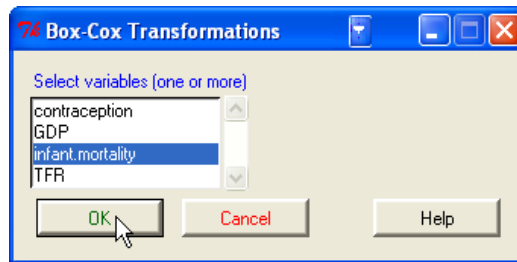 Box-Cox Transformations
Select variables (one or more)
contraception
GDP
infant.mortality
TFR
OK Cancel Help